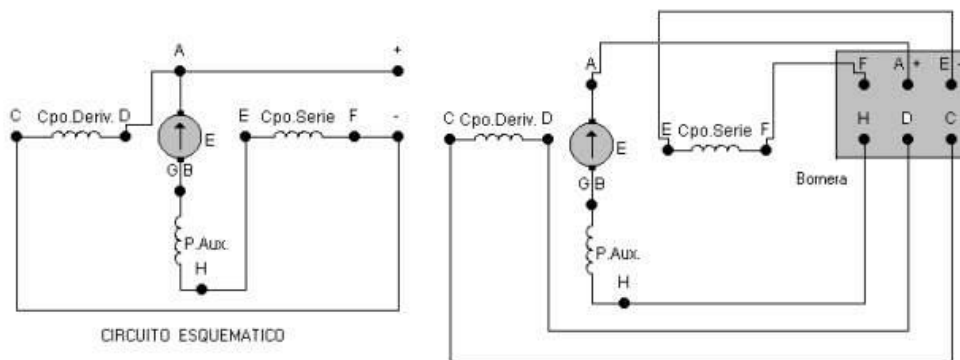 A +
C Cpo.Deriv. D E Cpo.Serie F -
E
G B
P.Aux.
H
CIRCUITO ESQUEMATICO
A F A + E -
C Cpo.Deriv. D E Cpo.Serie F H D C
E
G B Bornera
P.Aux.
H